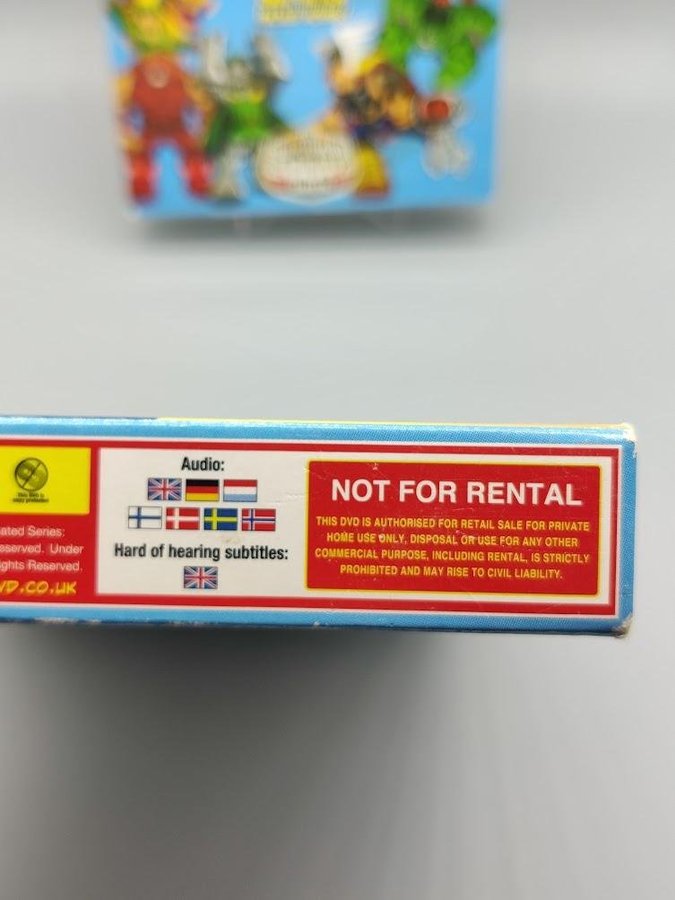 Audio:
Hard of hearing subtitles:
ated Series:
eserved. Under
ghts Reserved.
VD.CO.UK
NOT FOR RENTAL
THIS DVD IS AUTHORISED FOR RETAIL SALE FOR PRIVATE
HOME USE ONLY, DISPOSAL OR USE FOR ANY OTHER
COMMERCIAL PURPOSE, INCLUDING RENTAL, IS STRICTLY
PROHIBITED AND MAY RISE TO CIVIL LIABILITY.